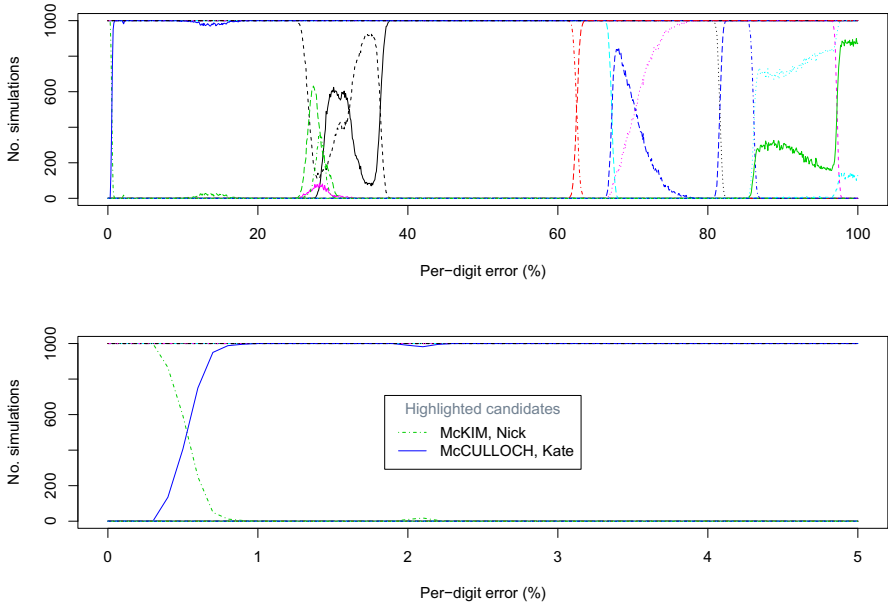 No. simulations
1000
600
200
0
0 20 40 60 80 100
Per−digit error (%)
No. simulations
1000
600
200
0
Highlighted candidates
McKIM, Nick
McCULLOCH, Kate
0 1 2 3 4 5
Per−digit error (%)